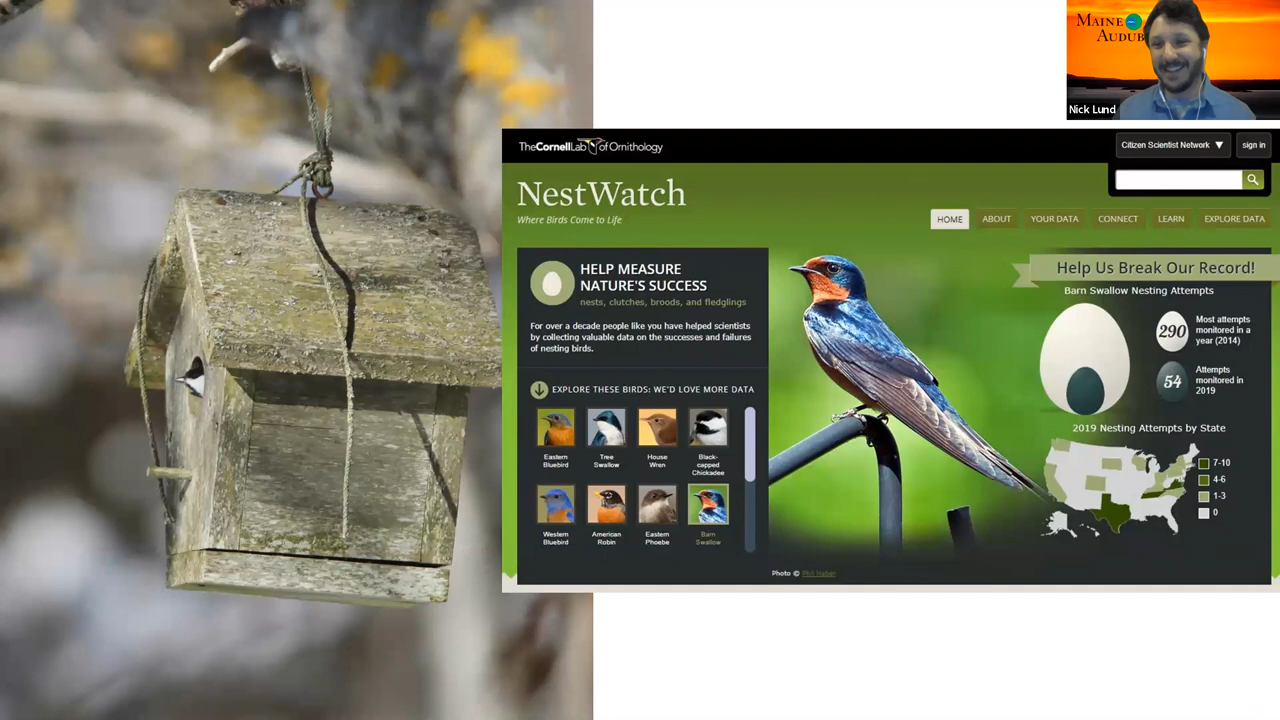 MAINE
AUDUB
Nick Lund
TheCornellLab of Ornithology
Citizen Scientist Network ▼
sign in
NestWatch
Where Birds Come to Life
HOME
ABOUT
YOUR DATA
CONNECT
LEARN
EXPLORE DATA
HELP MEASURE
NATURE'S SUCCESS
nests, clutches, broods, and fledglings
For over a decade people like you have helped scientists
by collecting valuable data on the successes and failures
of nesting birds.
EXPLORE THESE BIRDS: WE'D LOVE MORE DATA
Eastern
Bluebird
Tree
Swallow
House
Wren
Black-
capped
Chickadee
Western
Bluebird
American
Robin
Eastern
Phoebe
Barn
Swallow
Help Us Break Our Record!
Barn Swallow Nesting Attempts
290
Most attempts
monitored in a
year (2014)
54
Attempts
monitored in
2019
2019 Nesting Attempts by State
7-10
4-6
1-3
0
Photo © Phil Haber